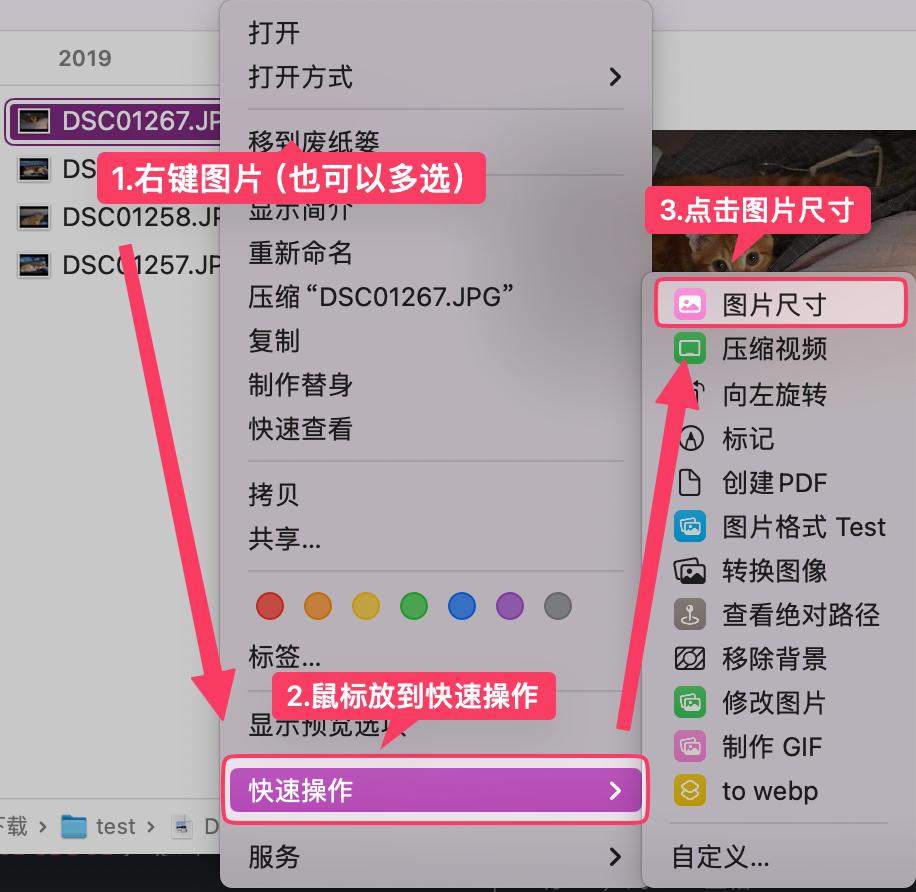 2019
DSC01267.JP
DS
DSC01258.JP
DSC01257.JP
下载
test
D
打开
打开方式
移到废纸篓
1.右键图片（也可以多选）
显示简介
重新命名
压缩“DSC01267.JPG”
复制
制作替身
快速查看
拷贝
共享...
标签...
2.鼠标放到快速操作
显示预览选项
快速操作
服务
3.点击图片尺寸
图片尺寸
压缩视频
向左旋转
标记
创建PDF
图片格式 Test
转换图像
查看绝对路径
移除背景
修改图片
制作 GIF
to webp
自定义...